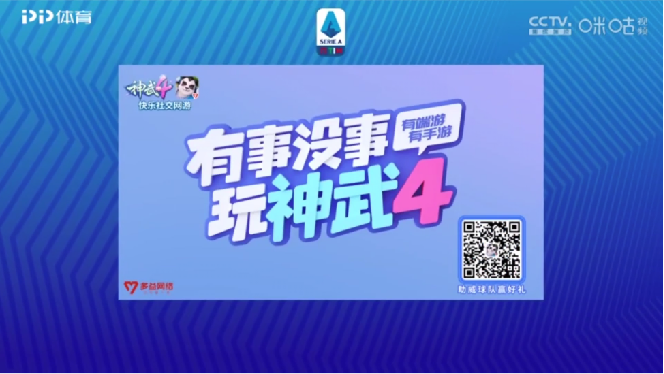 PP体育
SERIE A
TIM
CCTV
咪咕视频
神武4
快乐社交网游
有事没事
有端游
有手游
玩神武4
多益网络
助威球队赢好礼